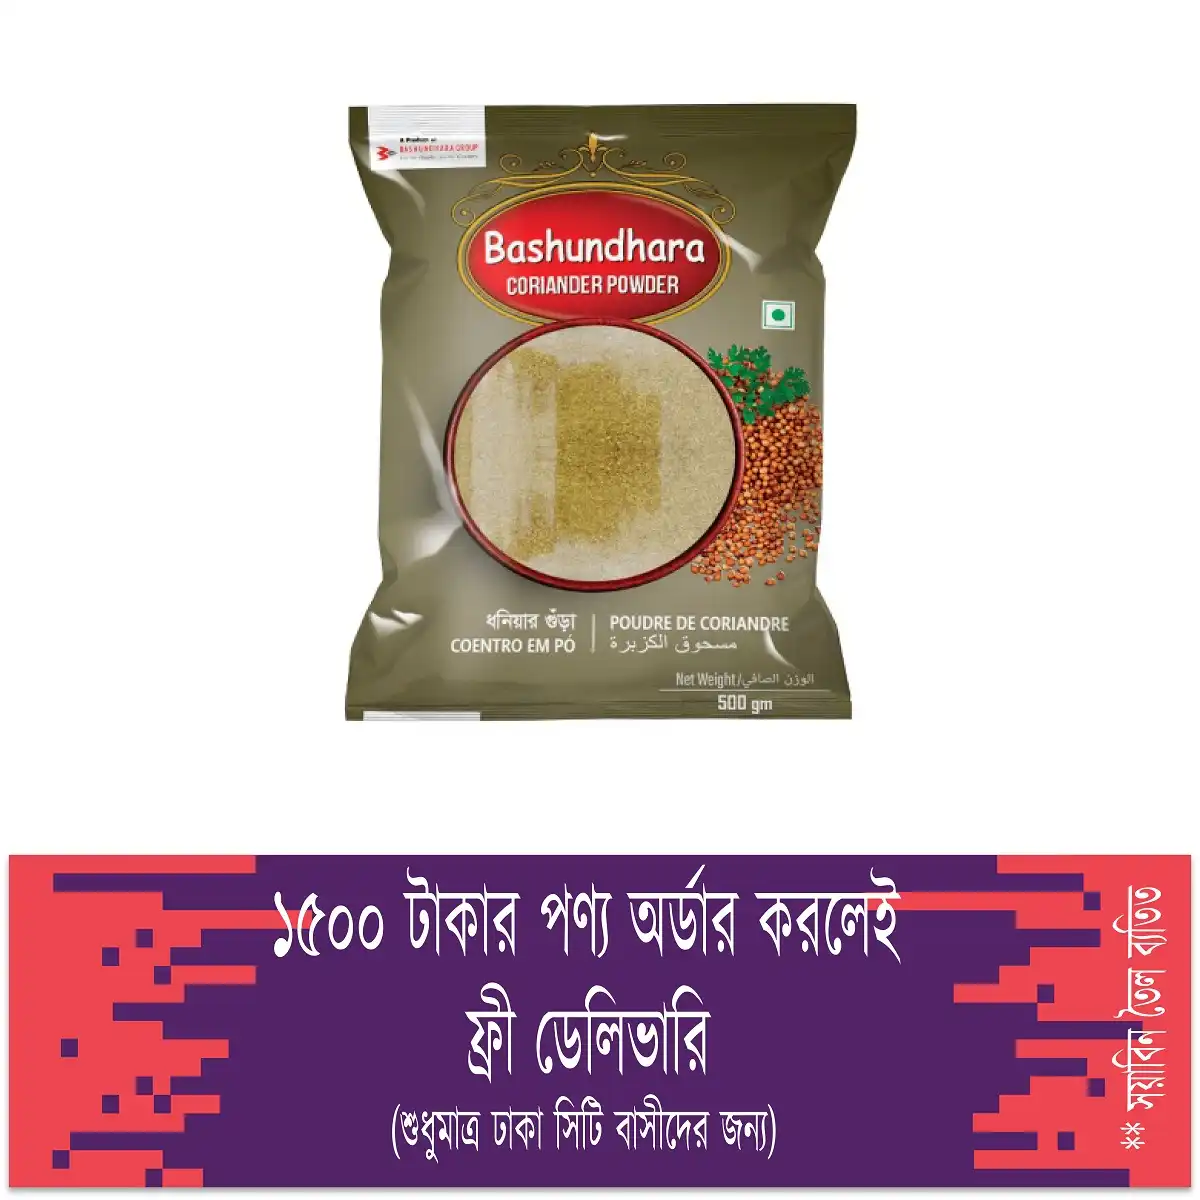 A Product of
BASHUNDHARA GROUP
Bashundhara
CORIANDER POWDER
ধনিয়ার গুঁড়া
COENTRO EM PÓ
POUDRE DE CORIANDRE
مسحوق الكزبرة
Net Weight/الوزن الصافي
500 gm
১৫০০ টাকার পণ্য অর্ডার করলেই
ফ্রী ডেলিভারি
(শুধুমাত্র ঢাকা সিটি বাসীদের জন্য)
** সয়াবিন তৈল ব্যতিত